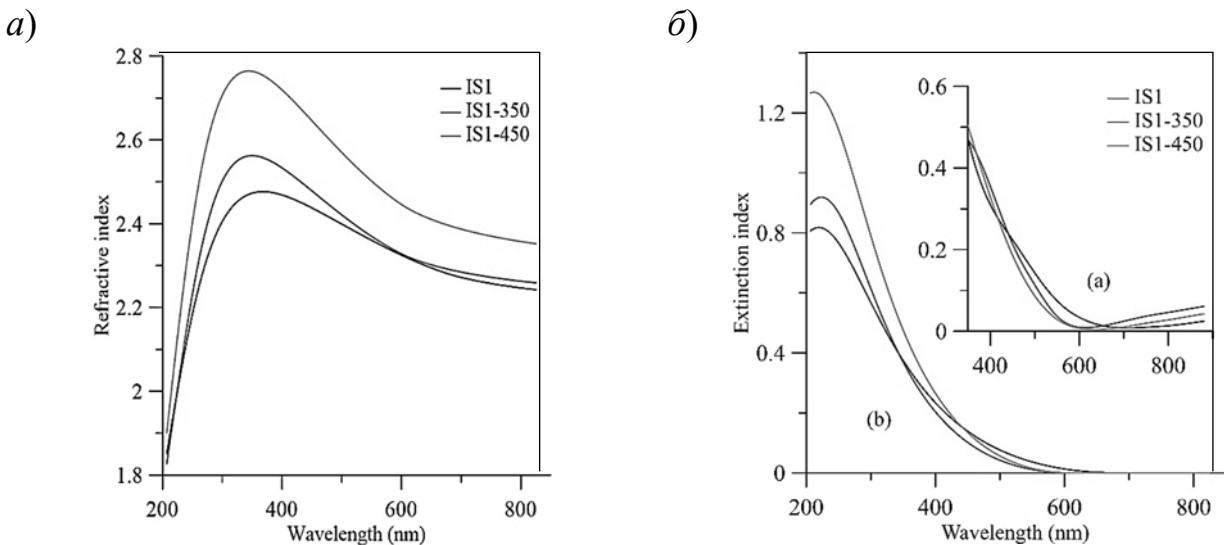 а)
2.8
2.6
2.4
2.2
2
1.8
Refractive index
IS1
IS1-350
IS1-450
200
400
600
800
Wavelength (nm)
б)
1.2
0.8
0.4
0
Extinction index
0.6
0.4
0.2
0
IS1
IS1-350
IS1-450
(a)
400
600
800
(b)
200
400
600
800
Wavelength (nm)